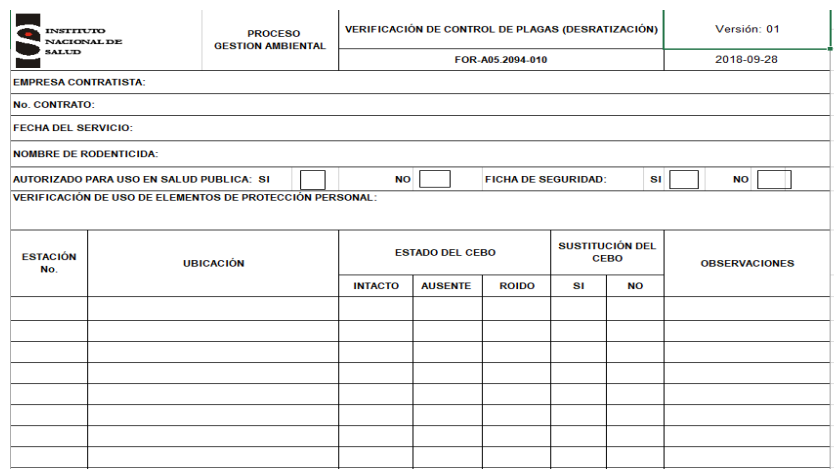 INSTITUTO
NACIONAL DE
SALUD
PROCESO
GESTION AMBIENTAL
VERIFICACIÓN DE CONTROL DE PLAGAS (DESRATIZACIÓN)
Versión: 01
FOR-A05.2094-010
2018-09-28
EMPRESA CONTRATISTA:
No. CONTRATO:
FECHA DEL SERVICIO:
NOMBRE DE RODENTICIDA:
AUTORIZADO PARA USO EN SALUD PUBLICA: SI NO FICHA DE SEGURIDAD: SI NO
VERIFICACIÓN DE USO DE ELEMENTOS DE PROTECCIÓN PERSONAL:
ESTACIÓN
No.
UBICACIÓN
ESTADO DEL CEBO
SUSTITUCIÓN DEL
CEBO
OBSERVACIONES
INTACTO AUSENTE ROIDO SI NO